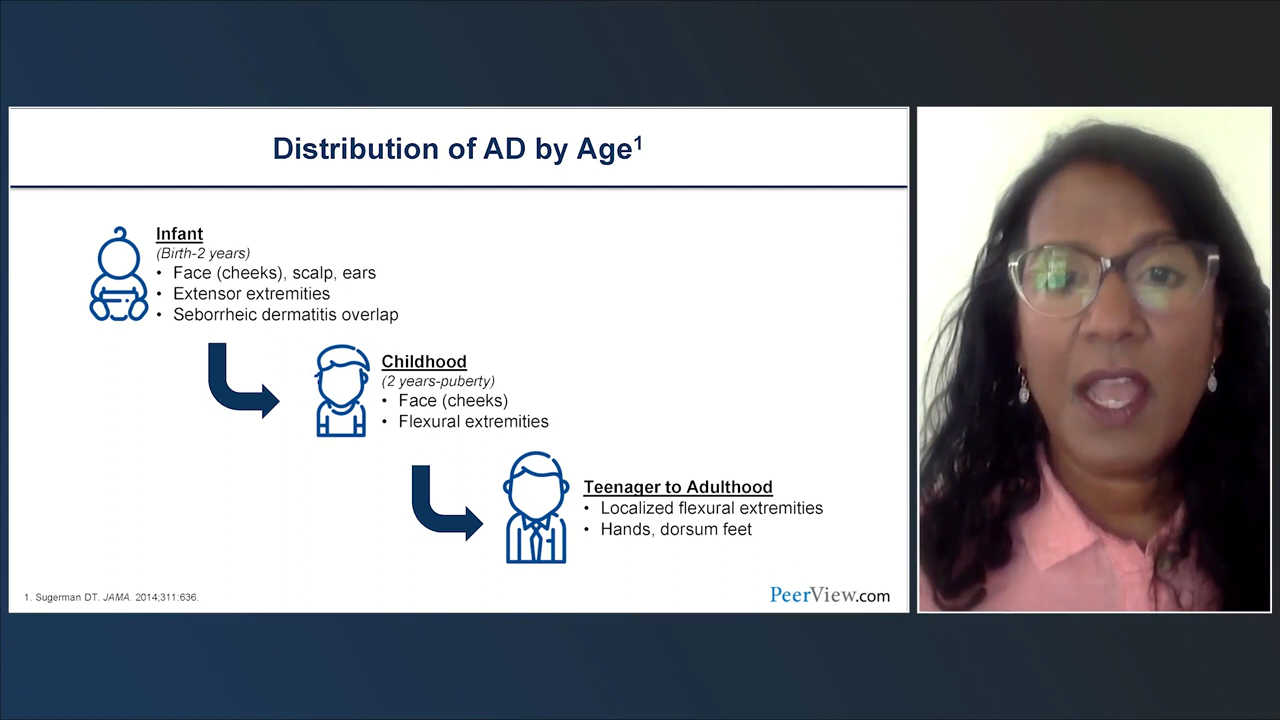 Distribution of AD by Age1
Infant
(Birth-2 years)
• Face (cheeks), scalp, ears
• Extensor extremities
• Seborrheic dermatitis overlap
Childhood
(2 years-puberty)
• Face (cheeks)
• Flexural extremities
Teenager to Adulthood
• Localized flexural extremities
• Hands, dorsum feet
1. Sugerman DT. JAMA. 2014;311:636.
PeerView.com